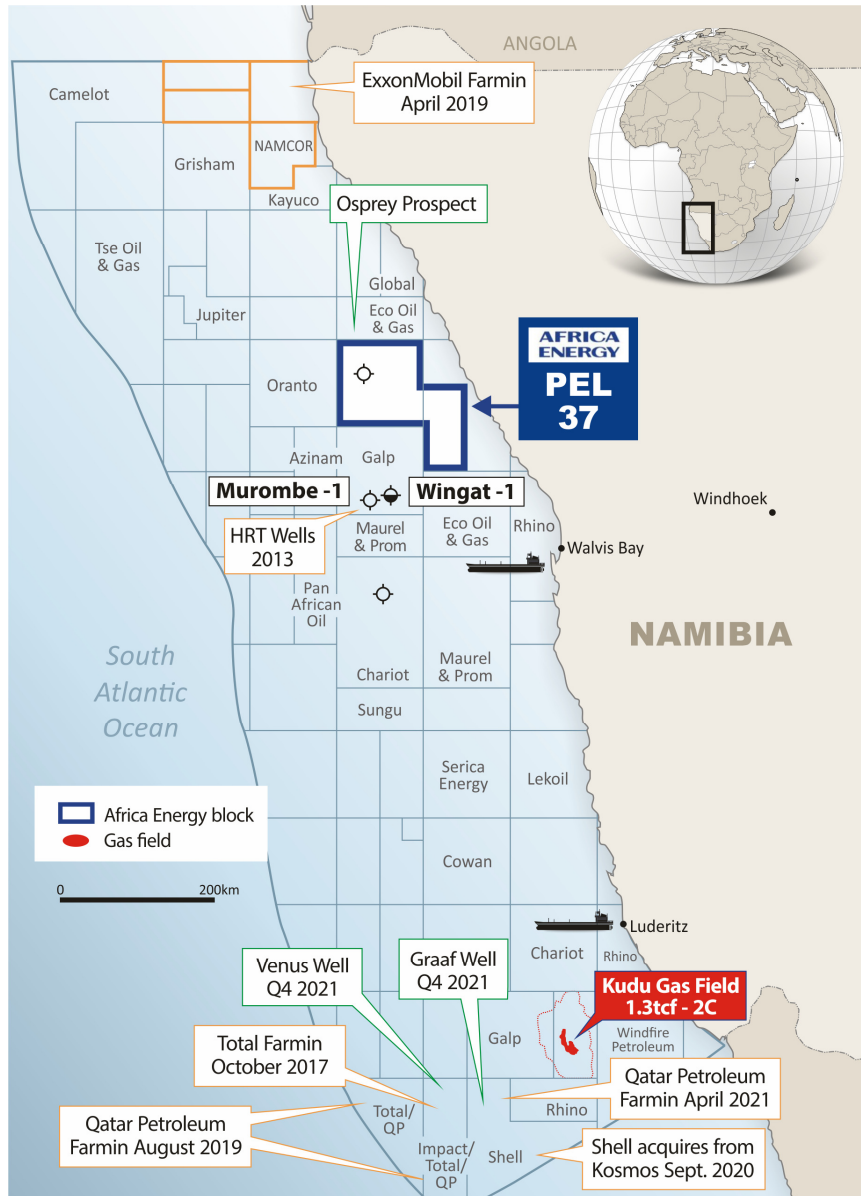 ANGOLA
ExxonMobil Farmin
April 2019
Camelot
NAMCOR
Grisham
Kayuco
Osprey Prospect
Tse Oil
& Gas
Global
Jupiter
Eco Oil
& Gas
AFRICA
ENERGY
PEL
37
Oranto
Azinam
Galp
Murombe -1
Wingat -1
Windhoek
HRT Wells
2013
Maurel
& Prom
Eco Oil
& Gas
Rhino
Walvis Bay
Pan
African
Oil
NAMIBIA
South
Atlantic
Ocean
Chariot
Maurel
& Prom
Sungu
Serica
Energy
Lekoil
Africa Energy block
Gas field
Cowan
0
200km
Luderitz
Chariot
Rhino
Venus Well
Q4 2021
Graaf Well
Q4 2021
Kudu Gas Field
1.3tcf - 2C
Total Farmin
October 2017
Galp
Windfire
Petroleum
Qatar Petroleum
Farmin April 2021
Qatar Petroleum
Farmin August 2019
Total/
QP
Rhino
Impact/
Total/
QP
Shell
Shell acquires from
Kosmos Sept. 2020